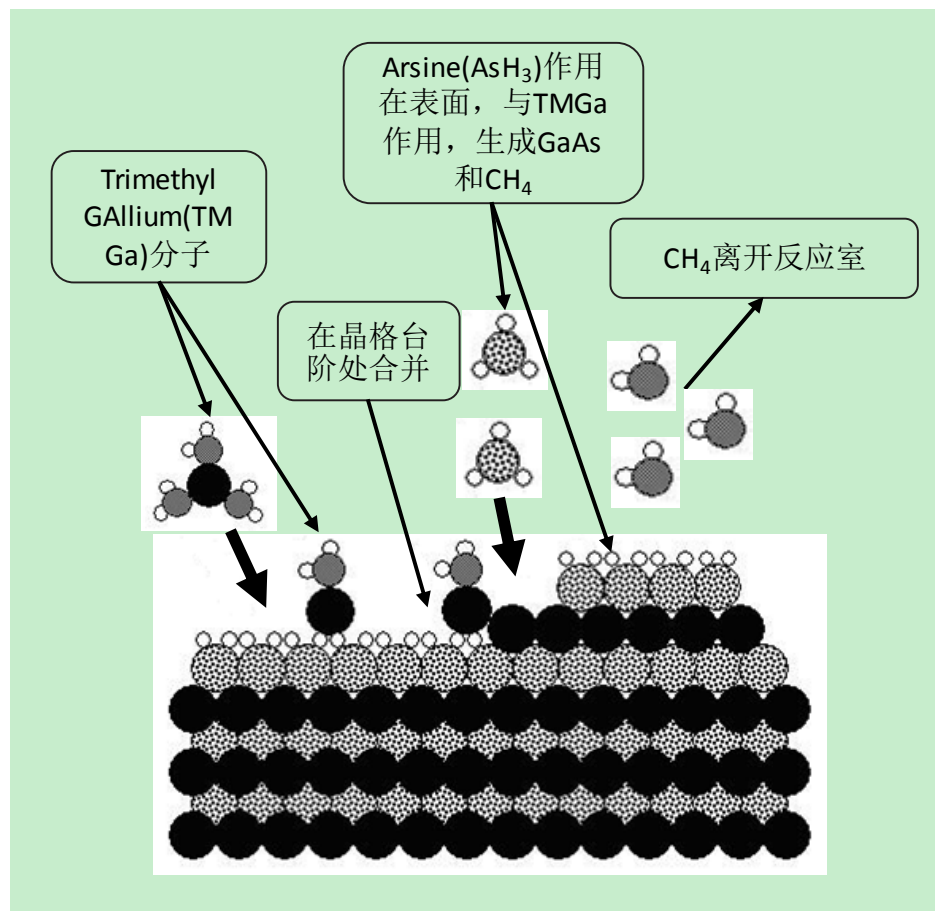 Arsine(AsH₃)作用
在表面，与TMGa
作用，生成GaAs
和CH₄
Trimethyl
GAllium(TM
Ga)分子
CH₄离开反应室
在晶格台
阶处合并